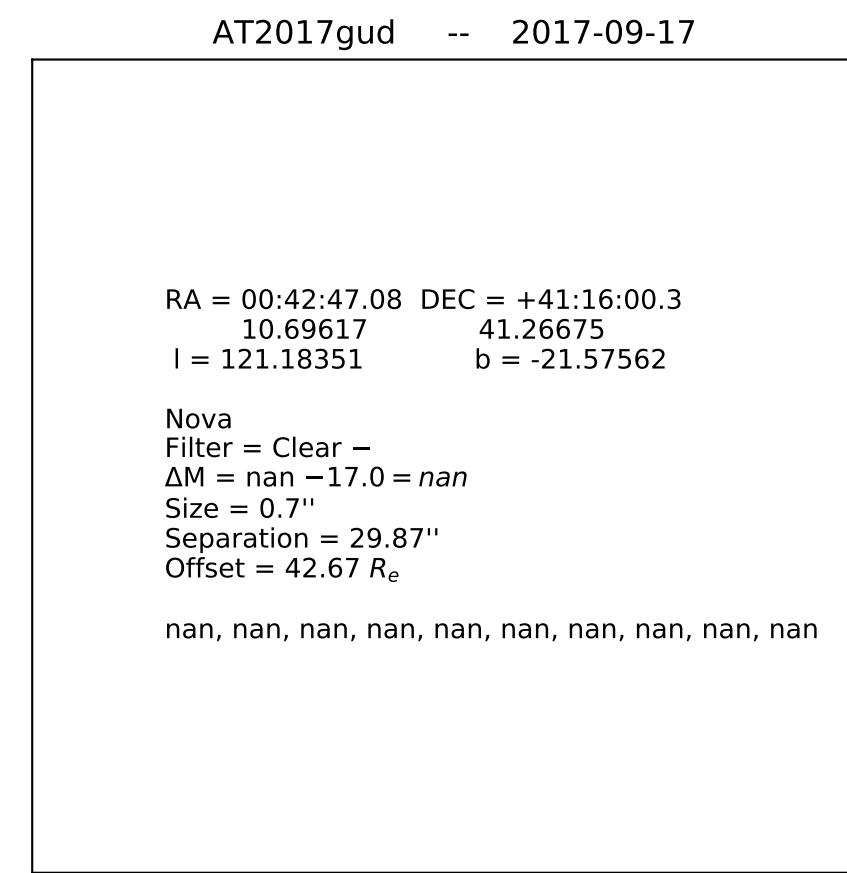 AT2017gud -- 2017-09-17
RA = 00:42:47.08 DEC = +41:16:00.3
10.69617 41.26675
l = 121.18351 b = -21.57562
Nova
Filter = Clear −
ΔM = nan −17.0 = nan
Size = 0.7''
Separation = 29.87''
Offset = 42.67 Re
nan, nan, nan, nan, nan, nan, nan, nan, nan, nan